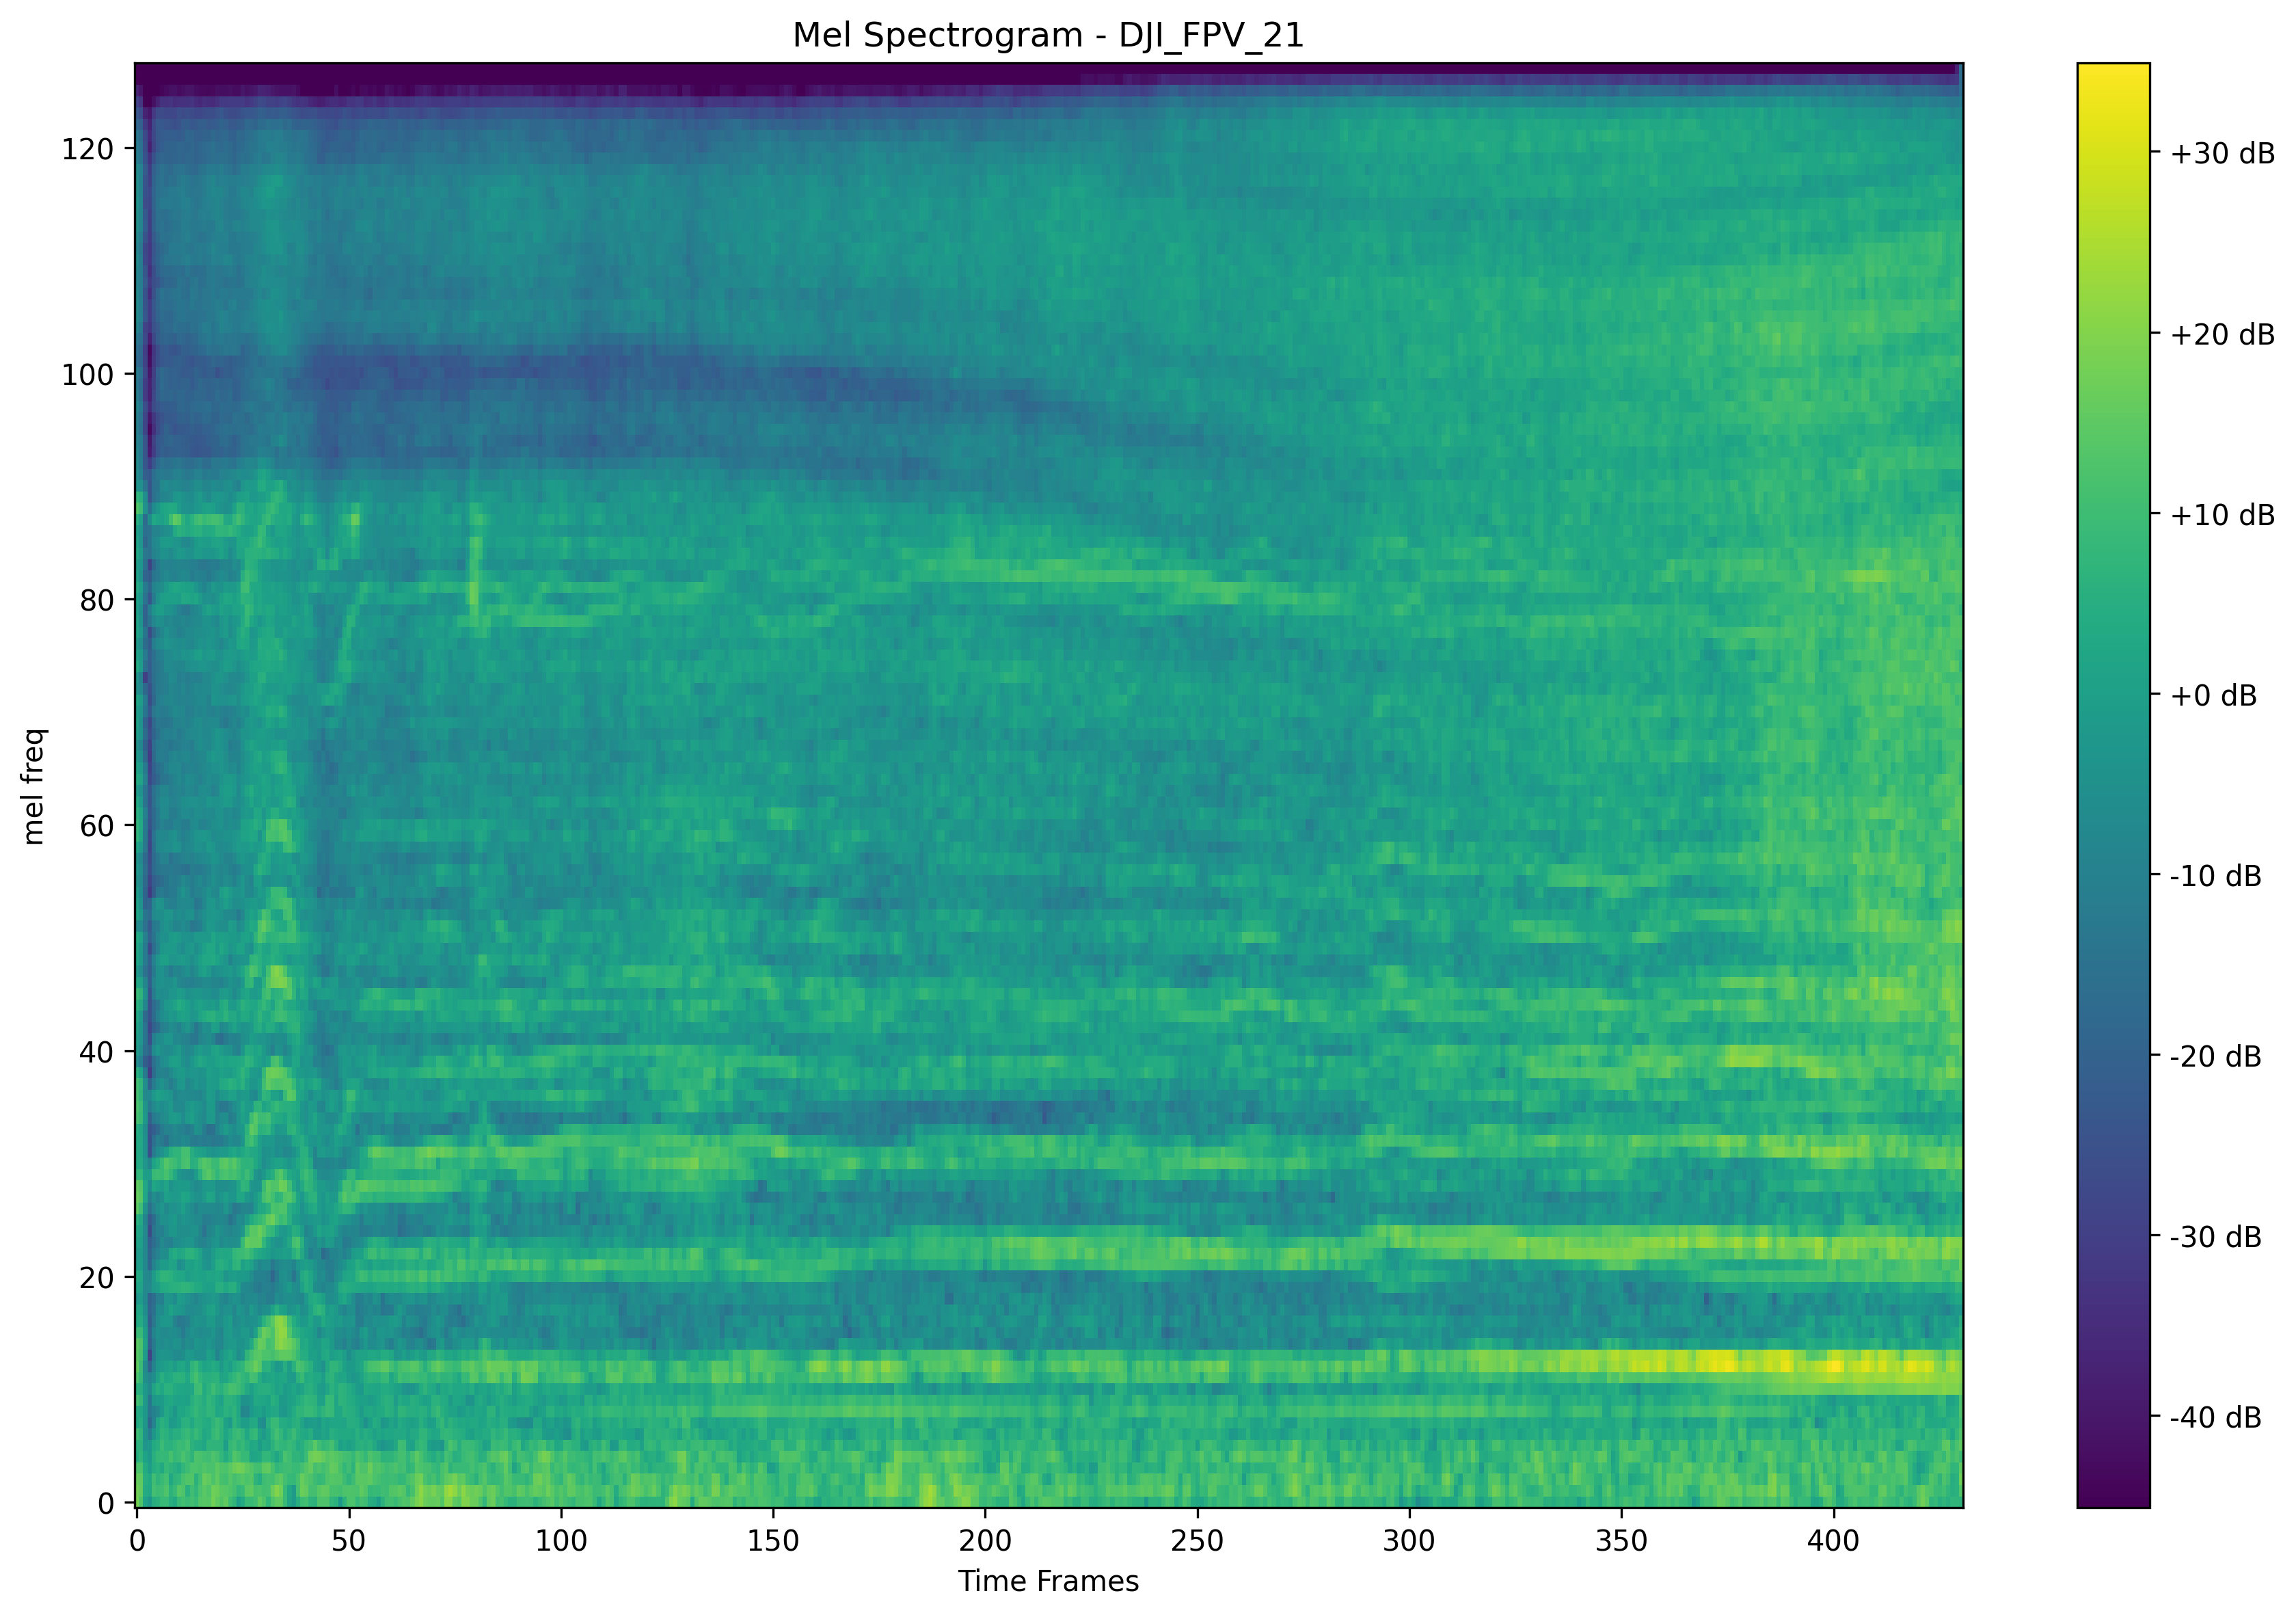 Mel Spectrogram - DJI_FPV_21
mel freq
120
100
80
60
40
20
0
0 50 100 150 200 250 300 350 400
Time Frames
+30 dB
+20 dB
+10 dB
+0 dB
-10 dB
-20 dB
-30 dB
-40 dB